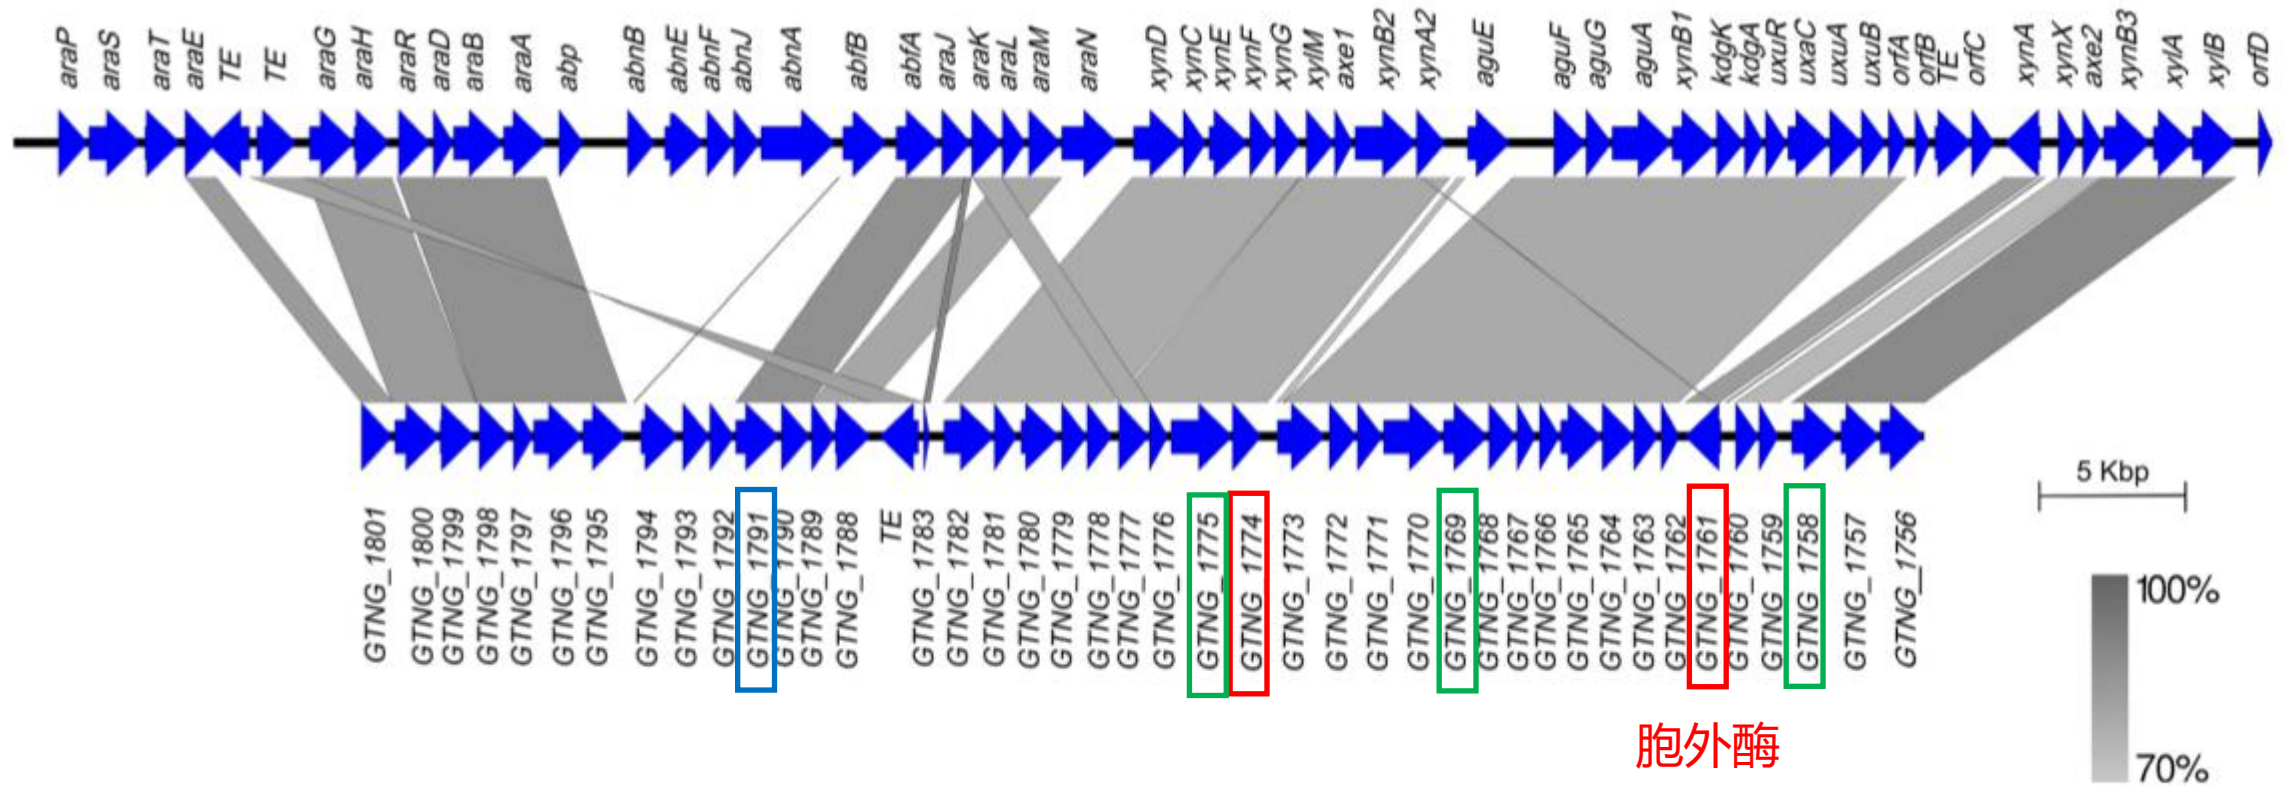 araP araS araT araE TE TE araG araH araR araD araB araA abp abnB abnE abnF abnJ abnA abfB abfA araJ araK araL araM araN xynD xynC xynE xynF xynG xylM axe1 xynB2 xynA2 aguE aguF aguG aguA xynB1 kdgK kdgA uxuR uxaC uxuA uxuB orfA orfB TE orfC xynA xynX axe2 xynB3 xylA xylB orfD
5 Kbp
GTNG_1801 GTNG_1800 GTNG_1799 GTNG_1798 GTNG_1797 GTNG_1796 GTNG_1795 GTNG_1794 GTNG_1793 GTNG_1792 GTNG_1791 GTNG_1790 GTNG_1789 GTNG_1788 TE GTNG_1783 GTNG_1782 GTNG_1781 GTNG_1780 GTNG_1779 GTNG_1778 GTNG_1777 GTNG_1776 GTNG_1775 GTNG_1774 GTNG_1773 GTNG_1772 GTNG_1771 GTNG_1770 GTNG_1769 GTNG_1768 GTNG_1767 GTNG_1766 GTNG_1765 GTNG_1764 GTNG_1763 GTNG_1762 GTNG_1761 GTNG_1760 GTNG_1759 GTNG_1758 GTNG_1757 GTNG_1756
100%
胞外酶
70%